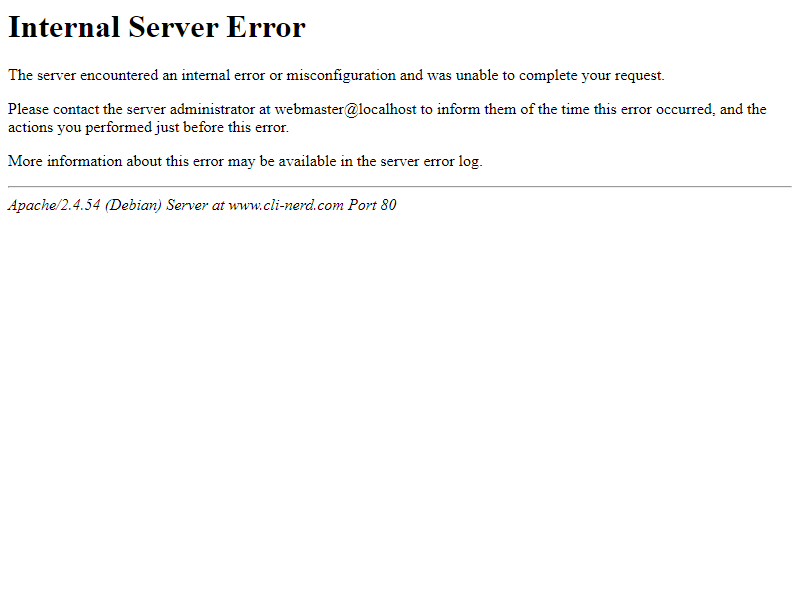 Internal Server Error
The server encountered an internal error or misconfiguration and was unable to complete your request.
Please contact the server administrator at webmaster@localhost to inform them of the time this error occurred, and the
actions you performed just before this error.
More information about this error may be available in the server error log.
Apache/2.4.54 (Debian) Server at www.cli-nerd.com Port 80